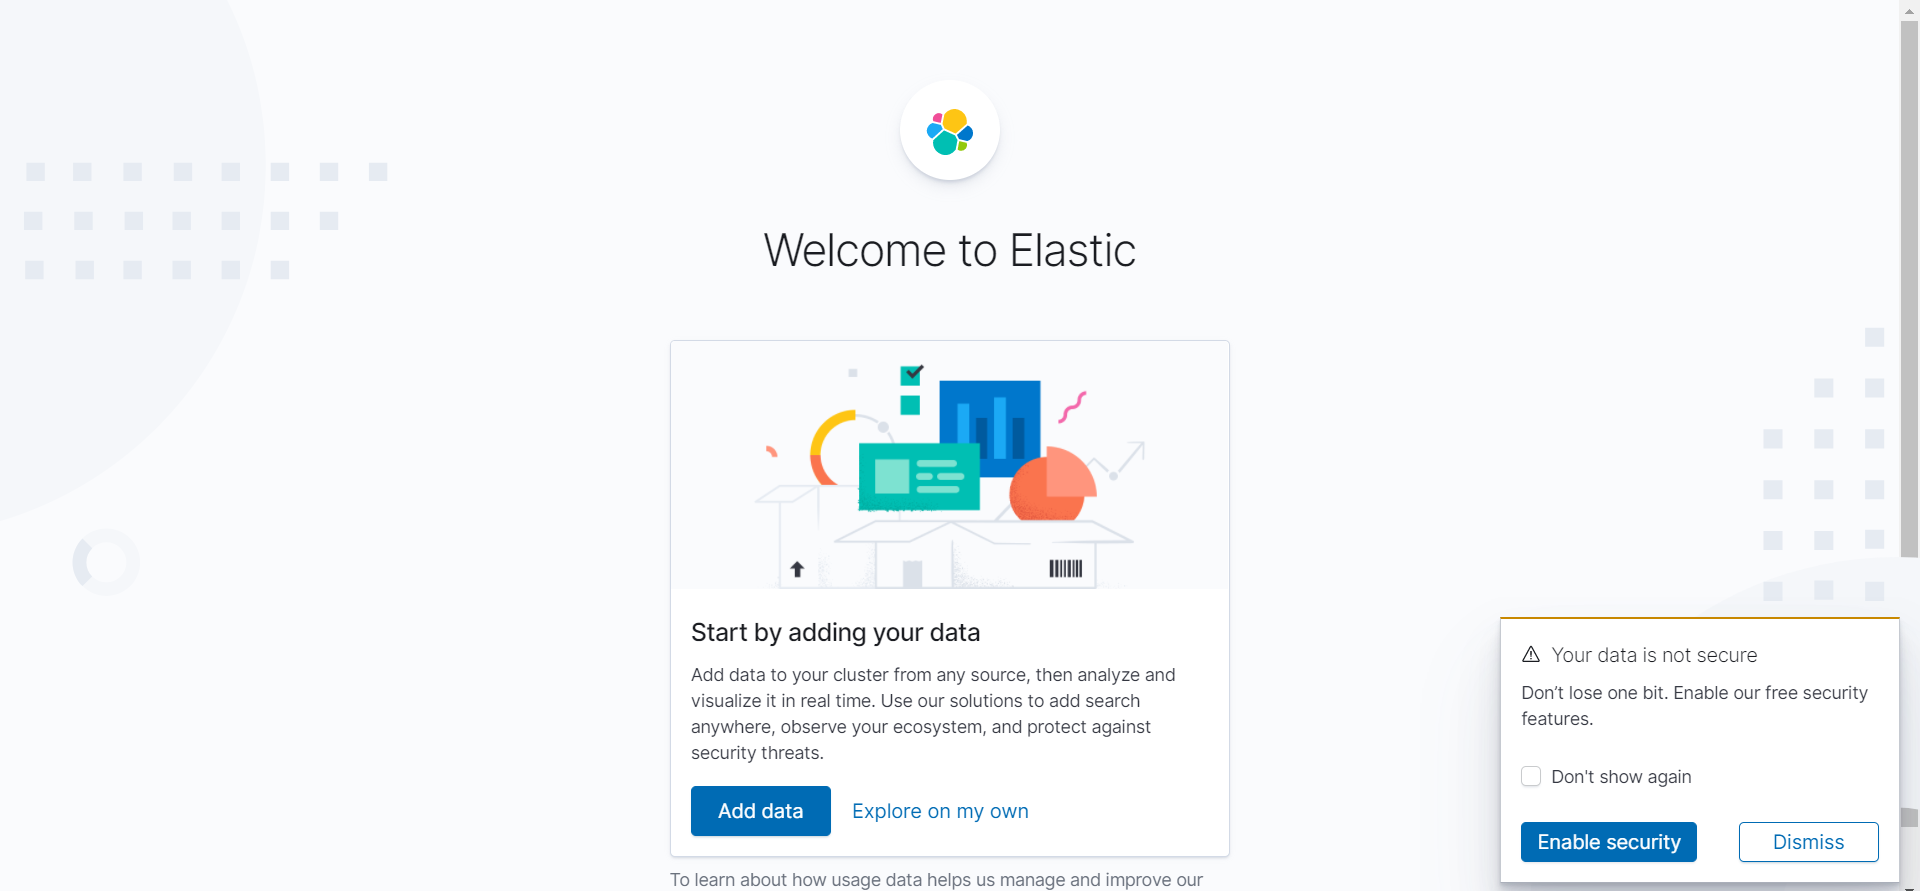 Welcome to Elastic
Start by adding your data
Add data to your cluster from any source, then analyze and
visualize it in real time. Use our solutions to add search
anywhere, observe your ecosystem, and protect against
security threats.
Add data
Explore on my own
To learn about how usage data helps us manage and improve our
Your data is not secure
Don’t lose one bit. Enable our free security
features.
Don't show again
Enable security
Dismiss